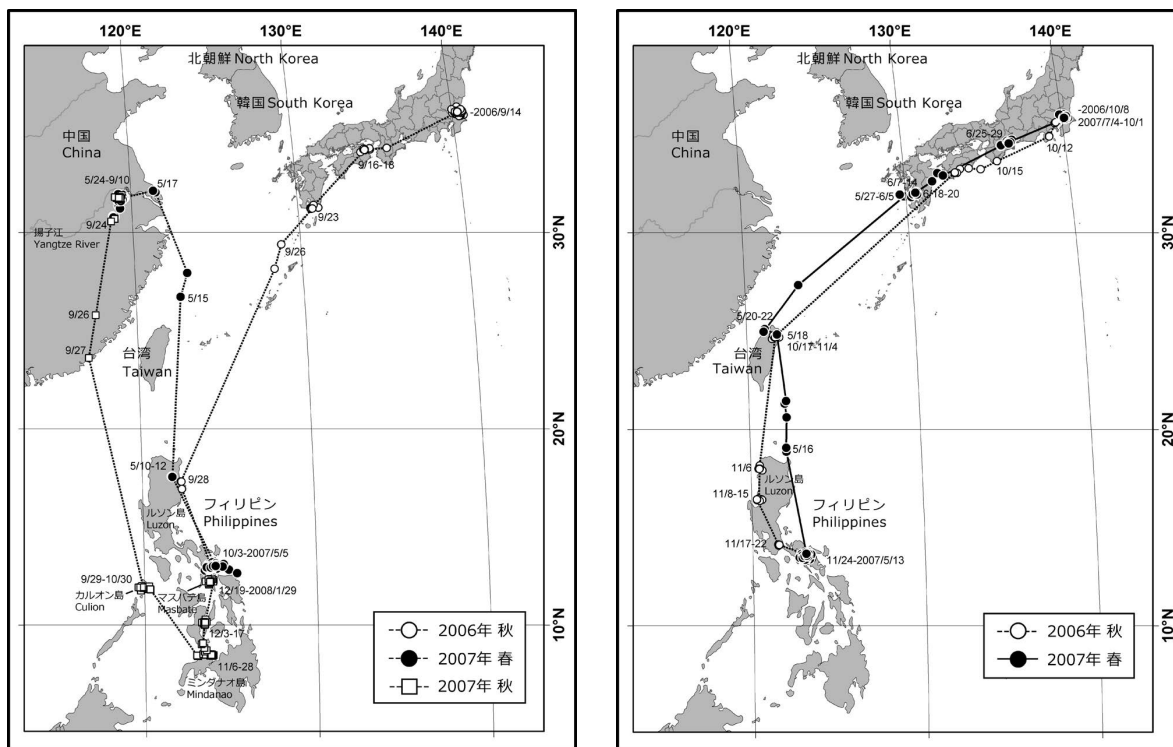 120°E
130°E
140°E
北朝鮮 North Korea
韓国 South Korea
-2006/9/14
中国
China
9/16-18
5/24-9/10
5/17
9/23
9/24
揚子江
Yangtze River
30°N
9/26
5/15
9/26
9/27
台湾
Taiwan
20°N
5/10-12
9/28
フィリピン
Philippines
ルソン島
Luzon
10/3-2007/5/5
9/29-10/30
カルオン島
Culion
マスバテ島
Masbate
12/19-2008/1/29
10°N
12/3-17
11/6-28
ミンダナオ島
Mindanao
2006年 秋
2007年 春
2007年 秋
120°E
130°E
140°E
北朝鮮 North Korea
韓国 South Korea
-2006/10/8
2007/7/4-10/1
中国
China
6/25-29
10/12
10/15
5/27-6/5
6/18-20
30°N
5/20-22
5/18
10/17-11/4
台湾
Taiwan
20°N
5/16
11/6
ルソン島
Luzon
11/8-15
フィリピン
Philippines
11/17-22
11/24-2007/5/13
10°N
2006年 秋
2007年 春